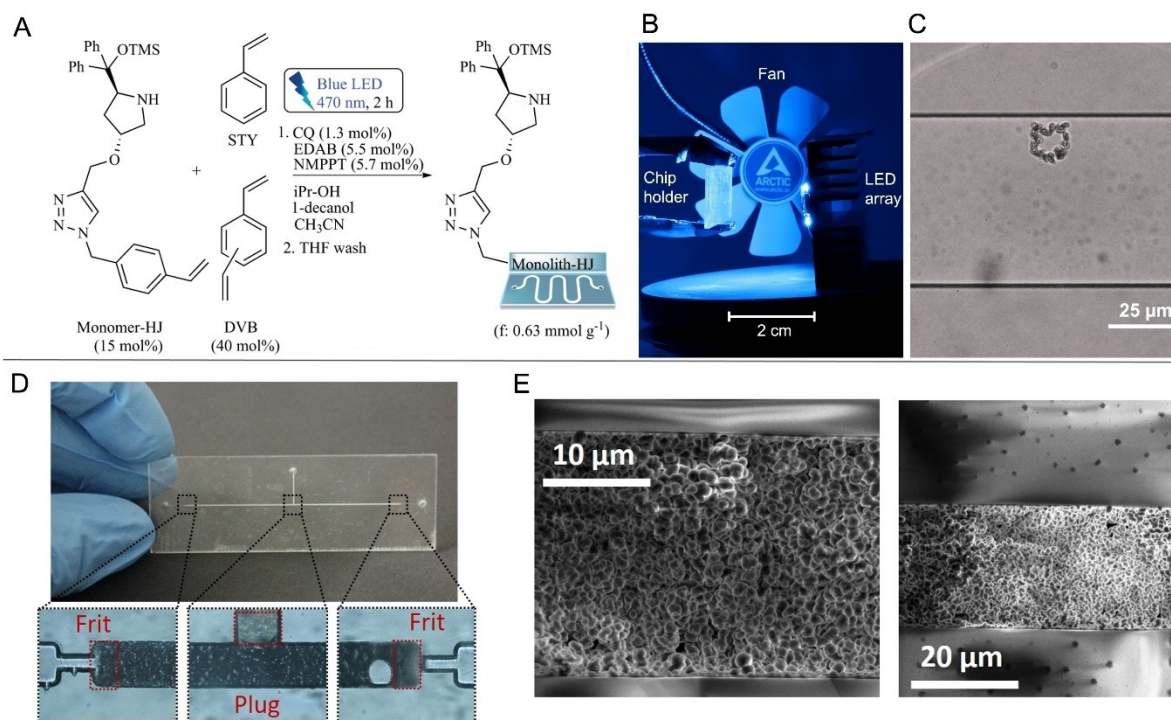 A
Ph
OTMS
Ph
NH
O
N
N
N
Monomer-HJ
(15 mol%)
+
STY
DVB
(40 mol%)
Blue LED
470 nm, 2 h
1. CQ (1.3 mol%)
EDAB (5.5 mol%)
NMPPT (5.7 mol%)
iPr-OH
1-decanol
CH3CN
2. THF wash
Ph
OTMS
Ph
NH
O
N
N
N
Monolith-HJ
(f: 0.63 mmol g-1)
B
Fan
Chip
holder
ARCTIC
LED
array
2 cm
C
25 µm
D
Frit
Plug
Frit
E
10 µm
20 µm